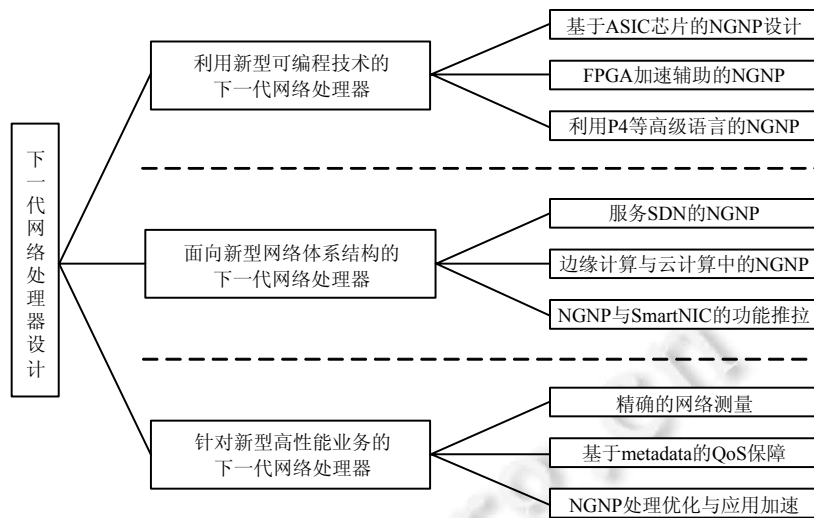 下一代网络处理器设计
利用新型可编程技术的
下一代网络处理器
基于ASIC芯片的NGNP设计
FPGA加速辅助的NGNP
利用P4等高级语言的NGNP
面向新型网络体系结构的
下一代网络处理器
服务SDN的NGNP
边缘计算与云计算中的NGNP
NGNP与SmartNIC的功能推拉
针对新型高性能业务的
下一代网络处理器
精确的网络测量
基于metadata的QoS保障
NGNP处理优化与应用加速